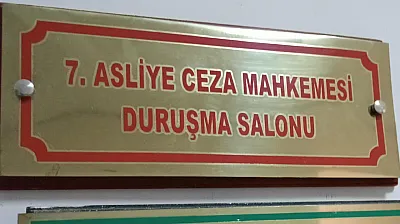 7. ASLİYE CEZA MAHKEMESİ
DURUŞMA SALONU